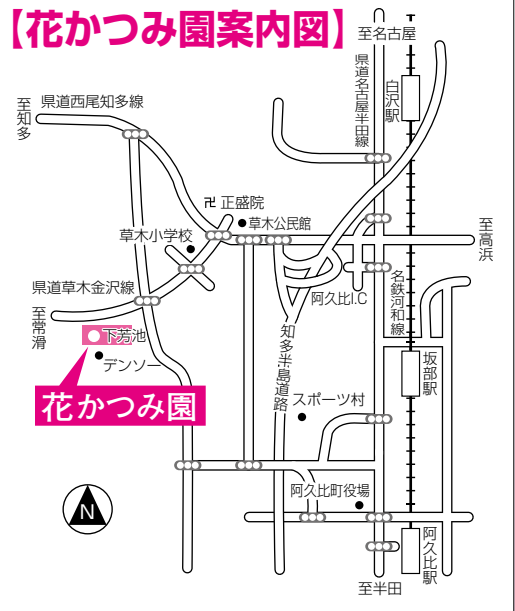 【花かつみ園案内図】
至名古屋
県道名古屋半田線
白沢駅
至知多
県道西尾知多線
卍 正盛院
草木公民館
草木小学校
至高浜
県道草木金沢線
至常滑
阿久比I.C
名鉄河和線
下芳池
デンソー
花かつみ園
知多半島道路
坂部駅
スポーツ村
阿久比町役場
N
阿久比駅
至半田